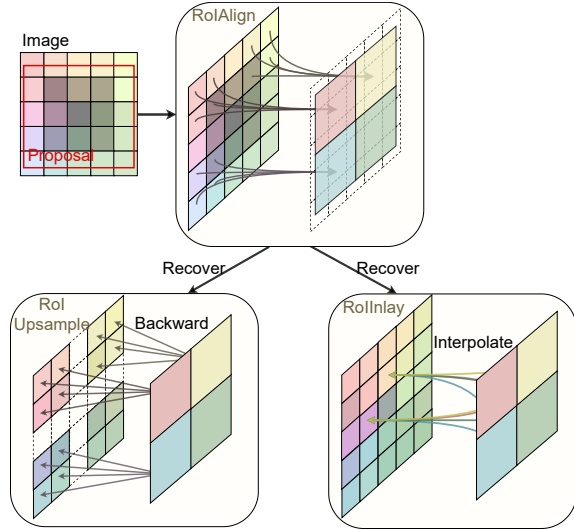 RoIAlign
Image
Proposal
Recover
Recover
RoI
Upsample
Backward
RoIInlay
Interpolate